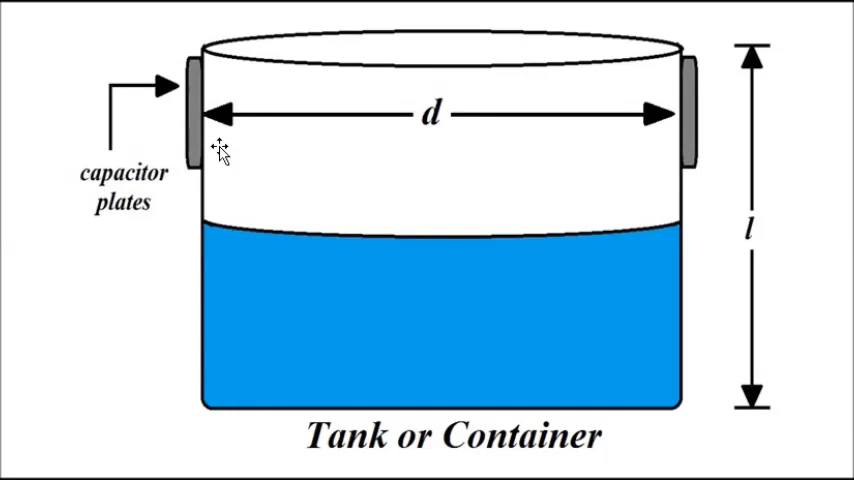 d
capacitor
plates
l
Tank or Container